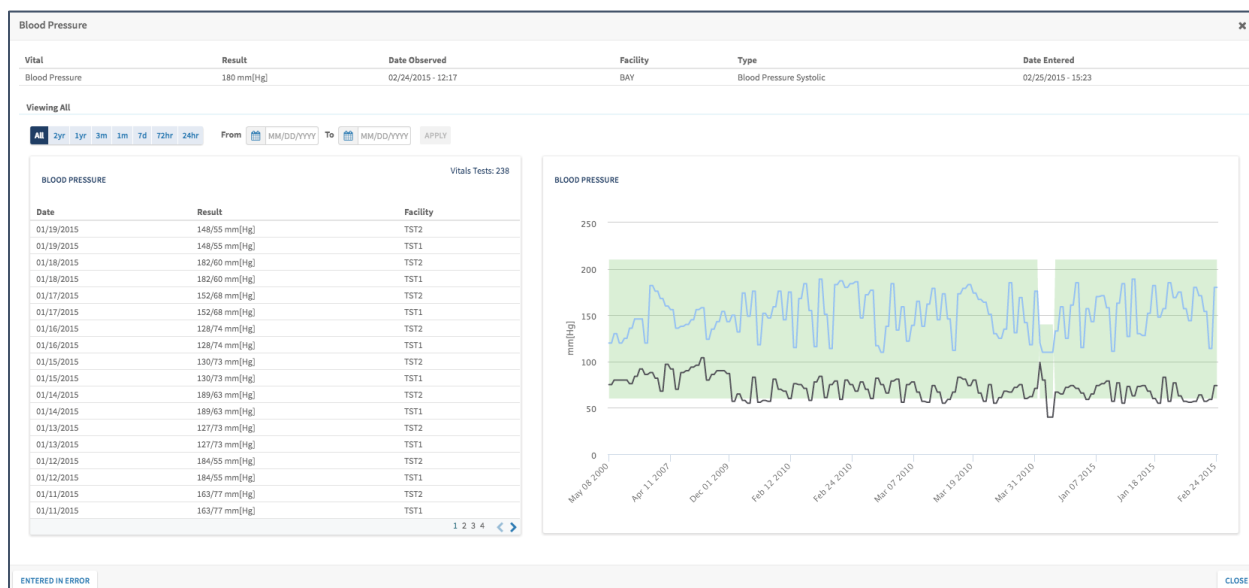 Blood Pressure ✖
Vital Result Date Observed Facility Type Date Entered
Blood Pressure 180 mm[Hg] 02/24/2015 - 12:17 BAY Blood Pressure Systolic 02/25/2015 - 15:23
Viewing All
All 2yr 1yr 3m 1m 7d 72hr 24hr From MM/DD/YYYY To MM/DD/YYYY APPLY
Vitals Tests: 238
BLOOD PRESSURE
Date Result Facility
01/19/2015 148/55 mm[Hg] TST2
01/19/2015 148/55 mm[Hg] TST1
01/18/2015 182/60 mm[Hg] TST2
01/18/2015 182/60 mm[Hg] TST1
01/17/2015 152/68 mm[Hg] TST2
01/17/2015 152/68 mm[Hg] TST1
01/16/2015 128/74 mm[Hg] TST2
01/16/2015 128/74 mm[Hg] TST1
01/15/2015 130/73 mm[Hg] TST2
01/15/2015 130/73 mm[Hg] TST1
01/14/2015 189/63 mm[Hg] TST2
01/14/2015 189/63 mm[Hg] TST1
01/13/2015 127/73 mm[Hg] TST2
01/13/2015 127/73 mm[Hg] TST1
01/12/2015 184/55 mm[Hg] TST2
01/12/2015 184/55 mm[Hg] TST1
01/11/2015 163/77 mm[Hg] TST2
01/11/2015 163/77 mm[Hg] TST1
1 2 3 4
BLOOD PRESSURE
mm[Hg]
250
200
150
100
50
0
May 08 2000
Apr 11 2007
Dec 01 2009
Feb 12 2010
Feb 24 2010
Mar 07 2010
Mar 19 2010
Mar 31 2010
Jan 07 2015
Jan 18 2015
Feb 24 2015
ENTERED IN ERROR CLOSE